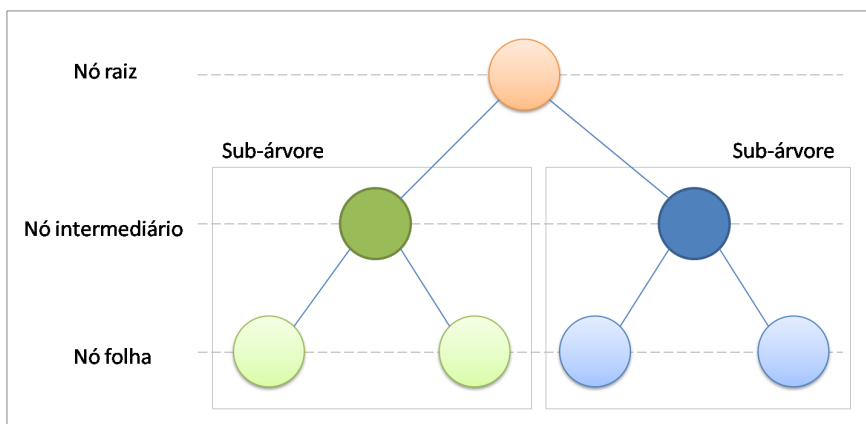 Nó raiz
Sub-árvore
Sub-árvore
Nó intermediário
Nó folha